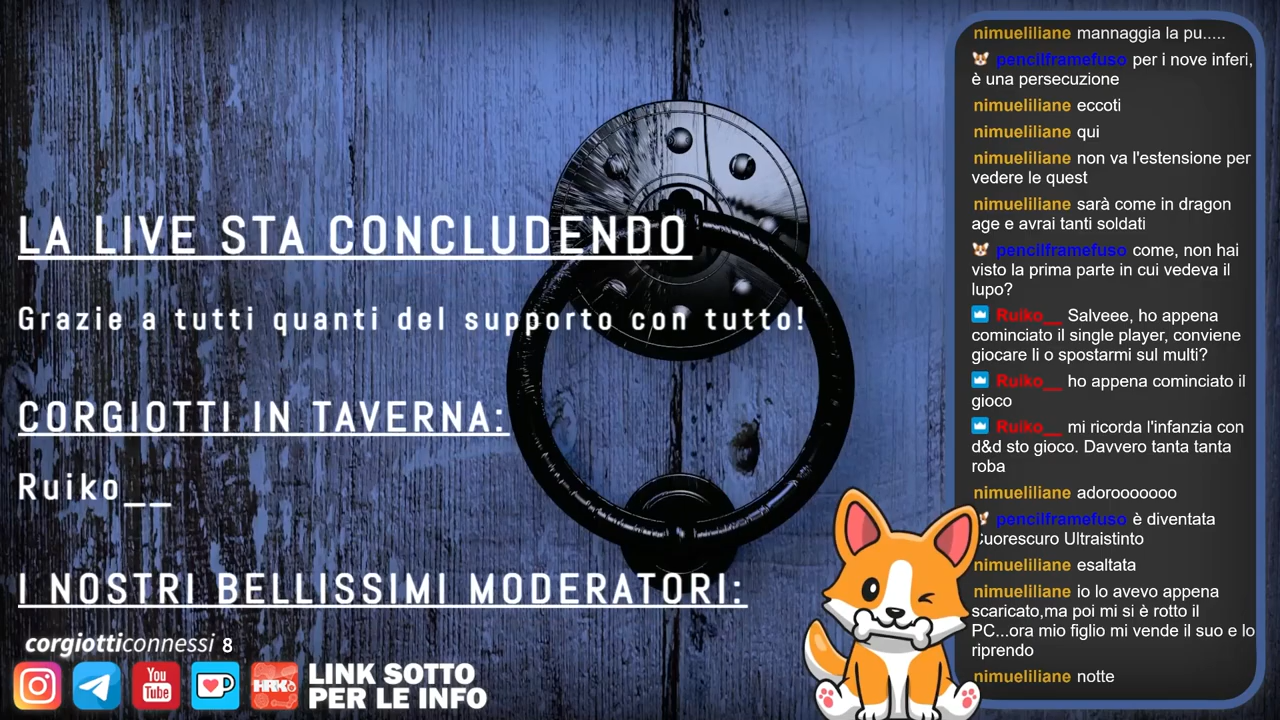 LA LIVE STA CONCLUDENDO
Grazie a tutti quanti del supporto con tutto!
CORGIOTTI IN TAVERNA:
Ruiko__
I NOSTRI BELLISSIMI MODERATORI:
corgiotticonnessi 8
You
Tube
HRK
LINK SOTTO
PER LE INFO
nimueliliane mannaggia la pu.....
pencilframefuso per i nove inferi,
è una persecuzione
nimueliliane eccoti
nimueliliane qui
nimueliliane non va l'estensione per
vedere le quest
nimueliliane sarà come in dragon
age e avrai tanti soldati
pencilframefuso come, non hai
visto la prima parte in cui vedeva il
lupo?
Ruiko__ Salveee, ho appena
cominciato il single player, conviene
giocare li o spostarmi sul multi?
Ruiko__ ho appena cominciato il
gioco
Ruiko__ mi ricorda l'infanzia con
d&d sto gioco. Davvero tanta tanta
roba
nimueliliane adorooooooo
pencilframefuso è diventata
Cuorescuro Ultraistinto
nimueliliane esaltata
nimueliliane io lo avevo appena
scaricato,ma poi mi si è rotto il
PC...ora mio figlio mi vende il suo e lo
riprendo
nimueliliane notte